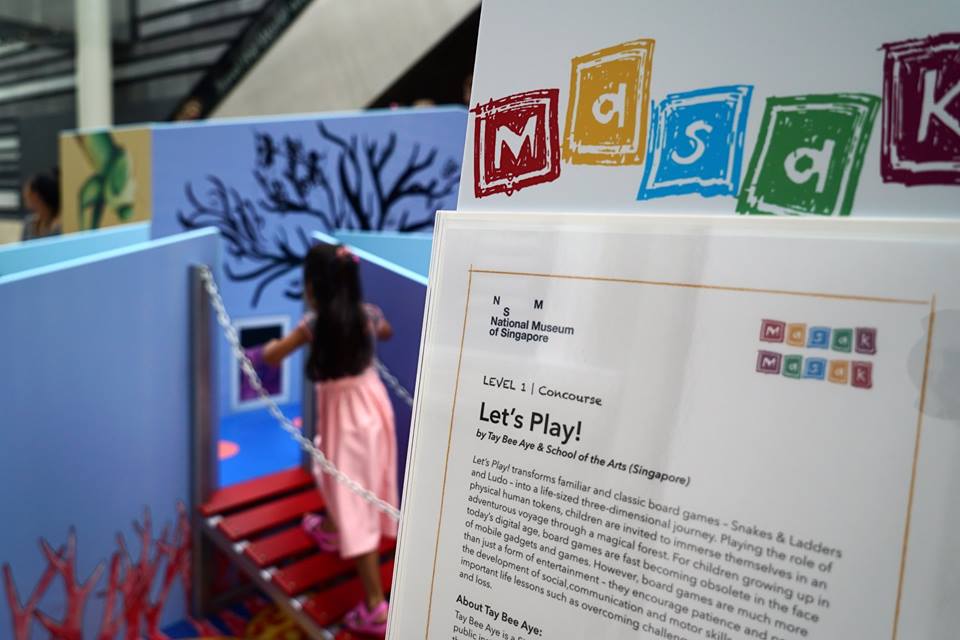 Masak
N M
S
National Museum
of Singapore
Masak
Masak
LEVEL 1 | Concourse
Let's Play!
by Tay Bee Aye & School of the Arts (Singapore)
Let's Play! transforms familiar and classic board games – Snakes & Ladders
and Ludo - into a life-sized three-dimensional journey. Playing the role of
physical human tokens, children are invited to immerse themselves in an
adventurous voyage through a magical forest. For children growing up in
today's digital age, board games are fast becoming obsolete in the face
of mobile gadgets and games. However, board games are much more
than just a form of entertainment - they encourage patience and
the development of social,communication and motor skills
important life lessons such as overcoming
and loss.
About Tay Bee Aye:
Tay Bee Aye is a
public